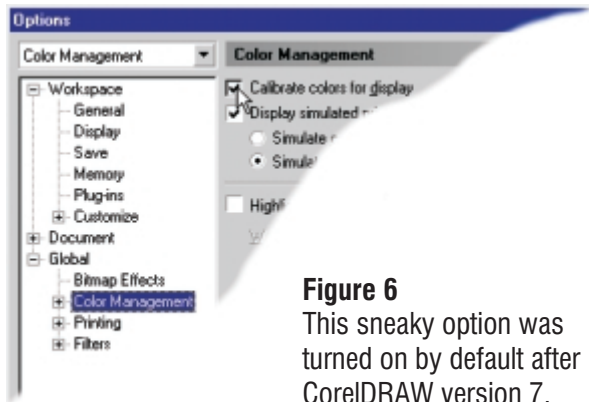 Options
Color Management
Color Management
Workspace
General
Display
Save
Memory
Plug-ins
Customize
Document
Global
Bitmap Effects
Color Management
Printing
Filters
Calibrate colors for display
Display simulated
Simulate
High
Figure 6
This sneaky option was
turned on by default after
CorelDRAW version 7.